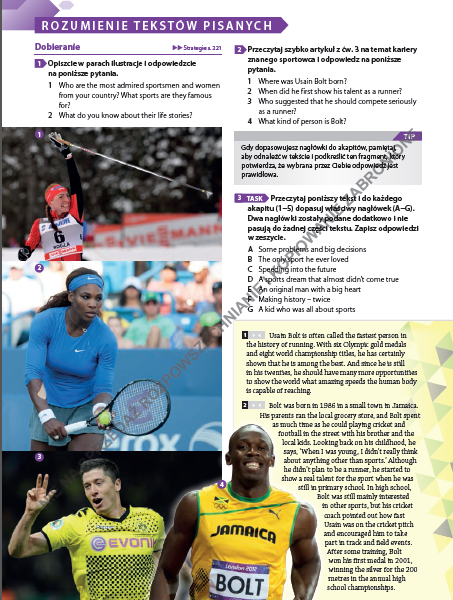 ROZUMIENIE TEKSTÓW PISANYCH
Dobieranie
Strategie s. 221
1 Opiszcie w parach ilustracje i odpowiedzcie
na poniższe pytania.
1 Who are the most admired sportsmen and women
from your country? What sports are they famous
for?
2 What do you know about their life stories?
1
6
ROGLA
2
3
EVONIK
2 Przeczytaj szybko artykuł z ćw. 3 na temat kariery
znanego sportowca i odpowiedz na poniższe
pytania.
1 Where was Usain Bolt born?
2 When did he first show his talent as a runner?
3 Who suggested that he should compete seriously
as a runner?
4 What kind of person is Bolt?
TIP
Gdy dopasowujesz nagłówki do akapitów, pamiętaj,
aby odnaleźć w tekście i podkreślić ten fragment, który
potwierdza, że wybrana przez Ciebie odpowiedź jest
prawidłowa.
3 TASK Przeczytaj poniższy tekst i do każdego
akapitu (1–5) dopasuj właściwy nagłówek (A–G).
Dwa nagłówki zostały podane dodatkowo i nie
pasują do żadnej części tekstu. Zapisz odpowiedzi
w zeszycie.
A Some problems and big decisions
B The only sport he ever loved
C Speeding into the future
D A sports dream that almost didn't come true
E An original man with a big heart
F Making history – twice
G A kid who was all about sports
1 Usain Bolt is often called the fastest person in
the history of running. With six Olympic gold medals
and eight world championship titles, he has certainly
shown that he is among the best. And since he is still
in his twenties, he should have many more opportunities
to show the world what amazing speeds the human body
is capable of reaching.
2 Bolt was born in 1986 in a small town in Jamaica.
His parents ran the local grocery store, and Bolt spent
as much time as he could playing cricket and
football in the street with his brother and the
local kids. Looking back on his childhood, he
says, 'When I was young, I didn't really think
about anything other than sports.' Although
he didn't plan to be a runner, he started to
show a real talent for the sport when he was
still in primary school. In high school,
Bolt was still mainly interested
in other sports, but his cricket
coach pointed out how fast
Usain was on the cricket pitch
and encouraged him to take
part in track and field events.
After some training, Bolt
won his first medal in 2001,
winning the silver for the 200
metres in the annual high
school championships.
4
JAMAICA
London 2012
BOLT